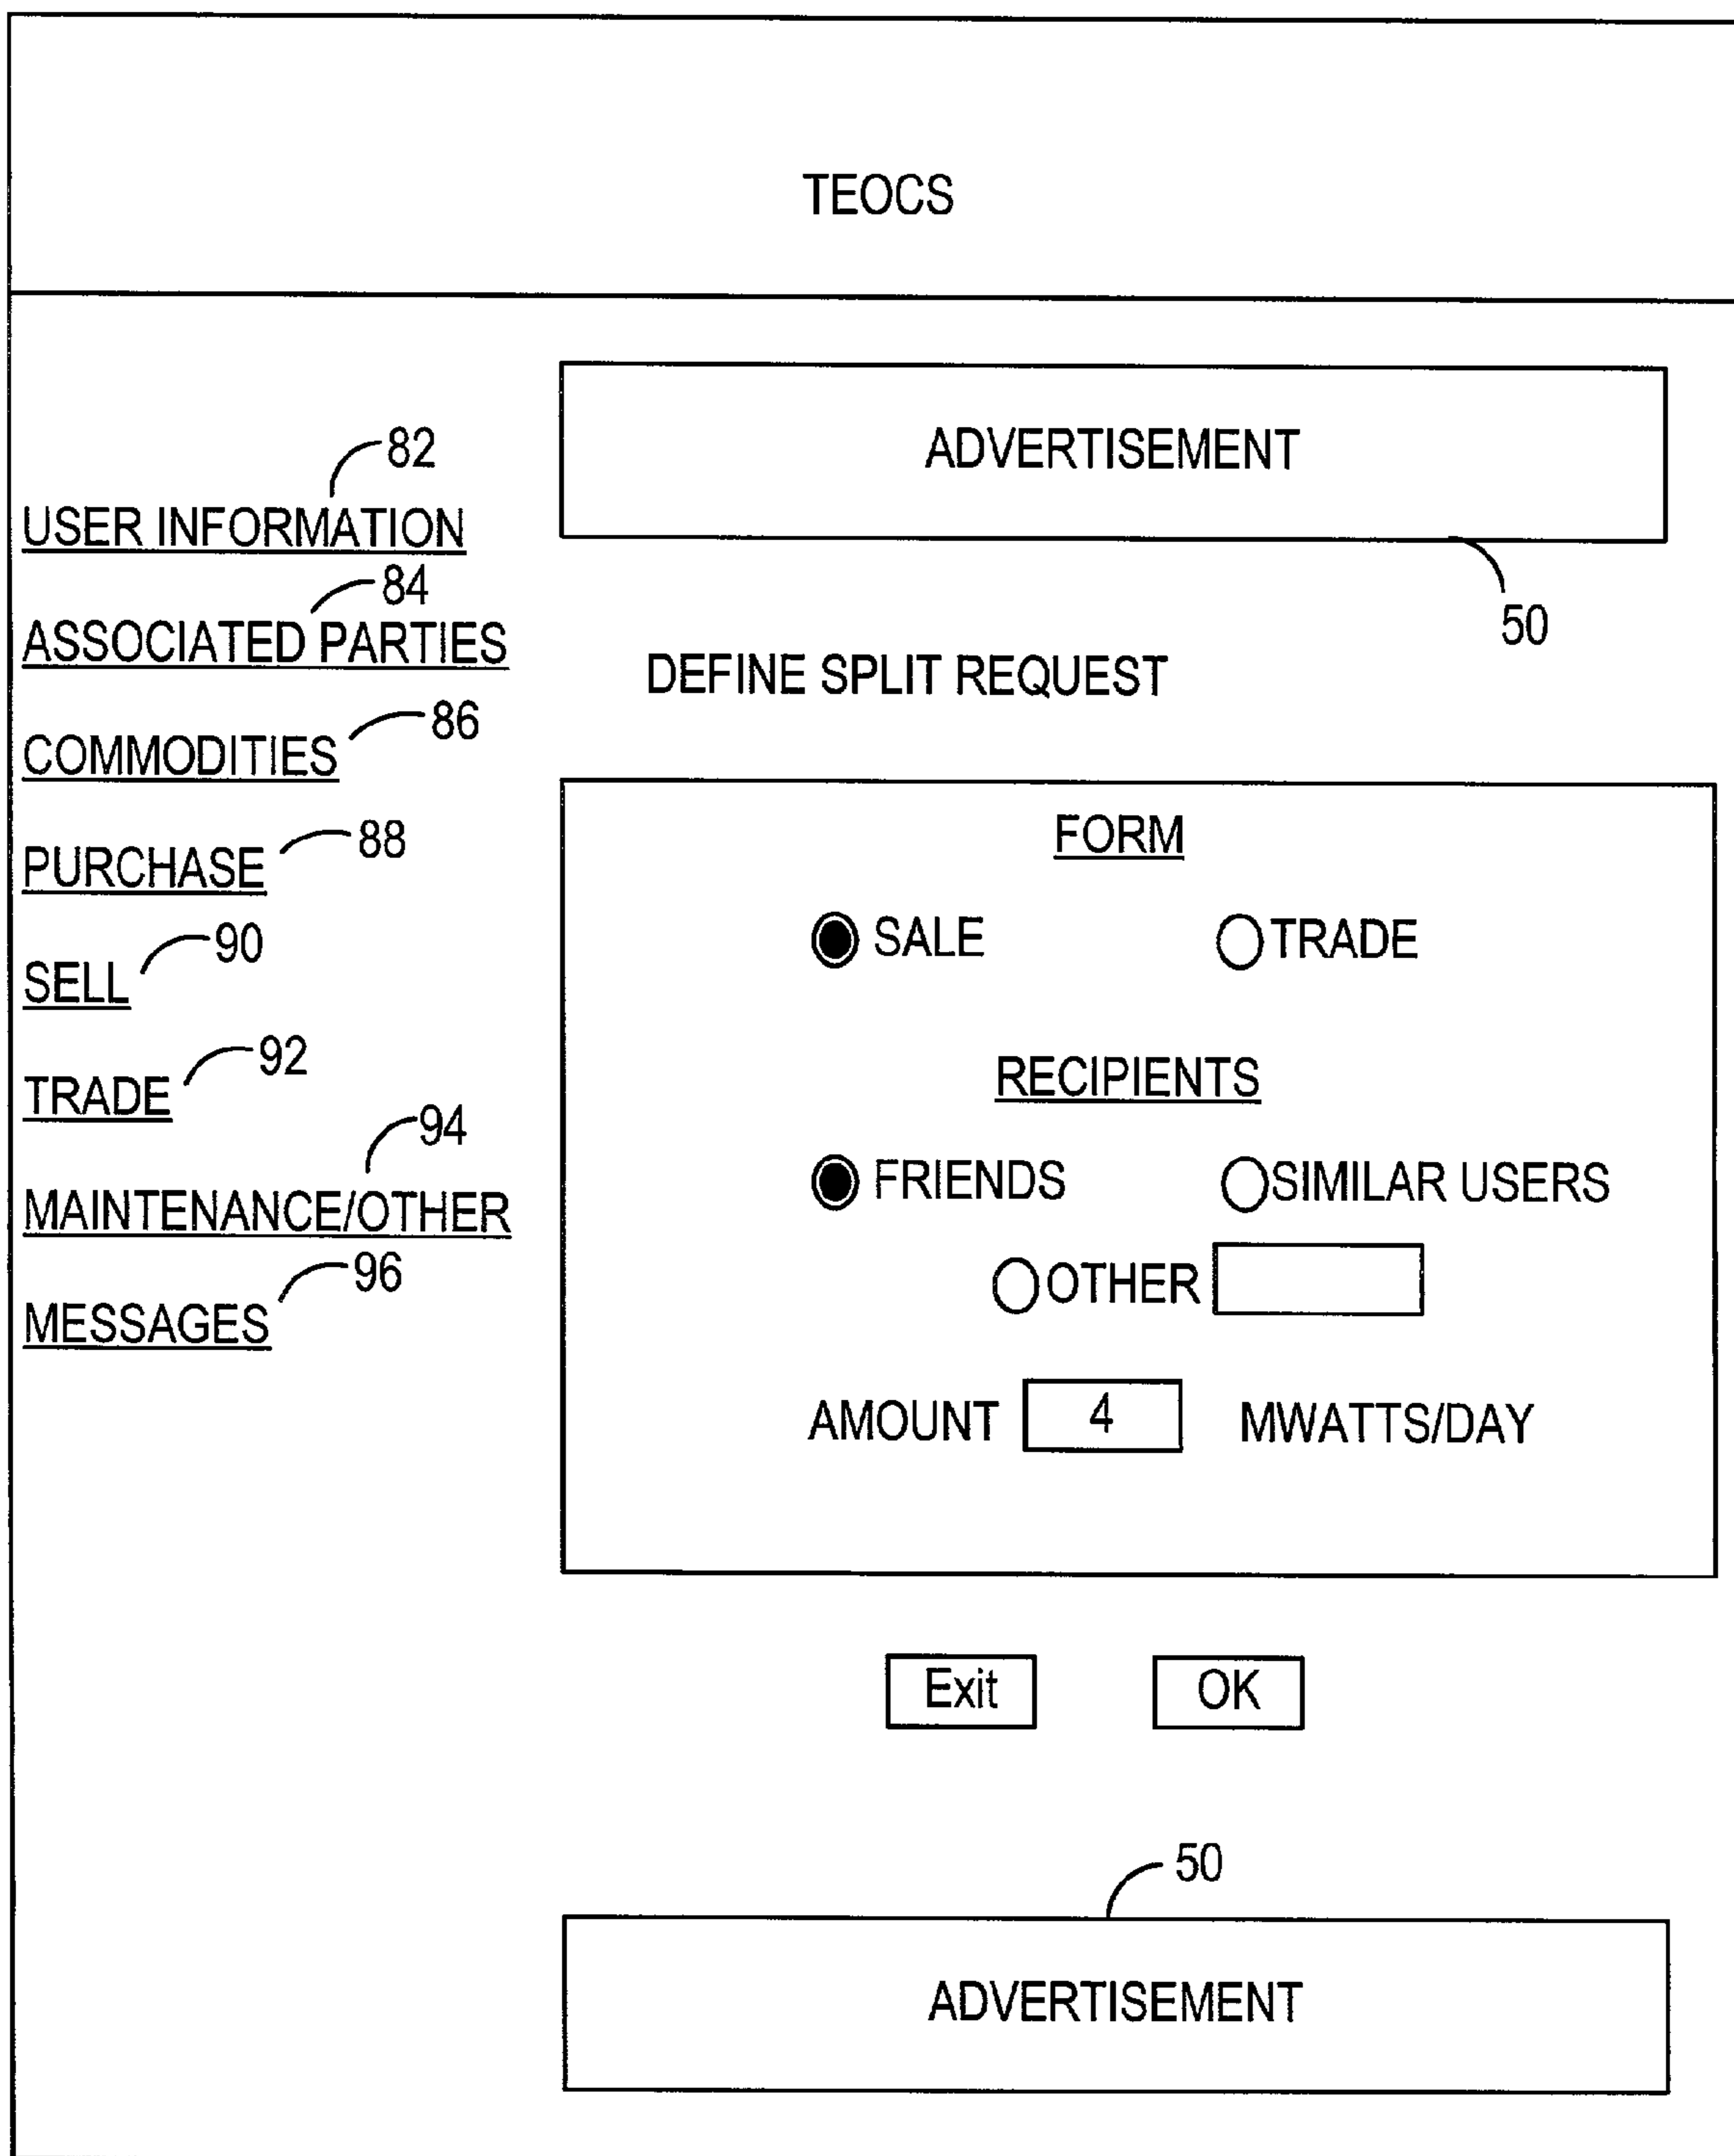 TEOCS
ADVERTISEMENT
50
82
USER INFORMATION
84
ASSOCIATED PARTIES
86
COMMODITIES
88
PURCHASE
90
SELL
92
TRADE
94
MAINTENANCE/OTHER
96
MESSAGES
DEFINE SPLIT REQUEST
FORM
SALE TRADE
RECIPIENTS
FRIENDS SIMILAR USERS
OTHER
AMOUNT 4 MWATTS/DAY
Exit OK
50
ADVERTISEMENT